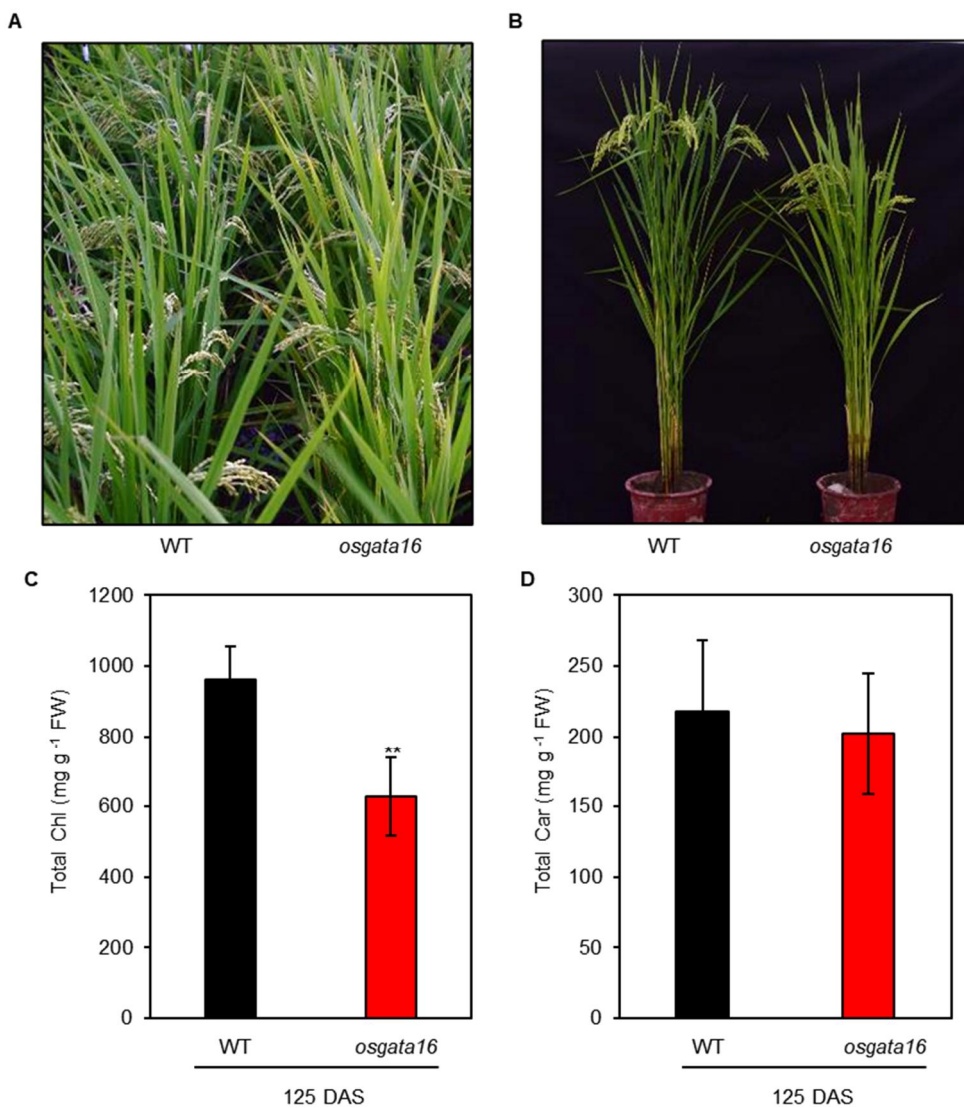 A
B
WT osgata16
WT osgata16
C
D
Total Chl (mg g -1 FW)
1200
1000
800
600
400
200
0
**
WT osgata16
125 DAS
Total Car (mg g -1 FW)
300
250
200
150
100
50
0
WT osgata16
125 DAS